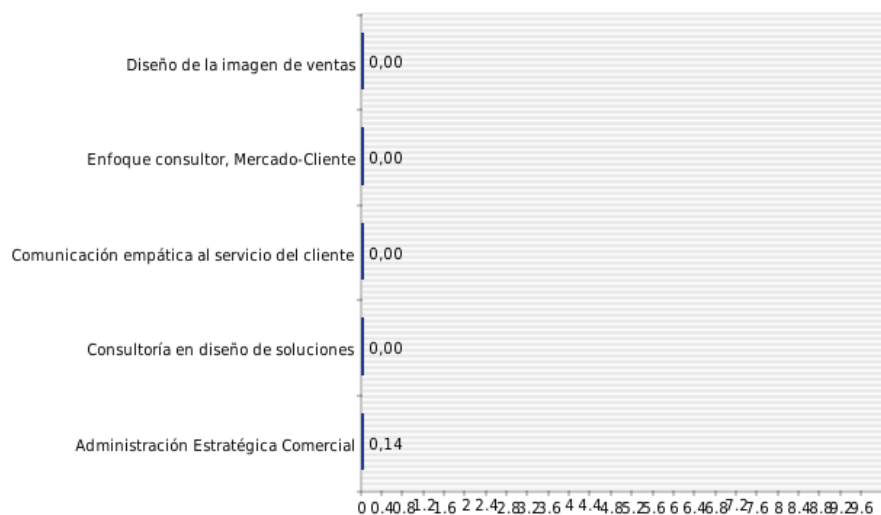 Diseño de la imagen de ventas 0,00
Enfoque consultor, Mercado-Cliente 0,00
Comunicación empática al servicio del cliente 0,00
Consultoría en diseño de soluciones 0,00
Administración Estratégica Comercial 0,14
0 0.4 0.8 1.2 1.6 2 2.4 2.8 3.2 3.6 4 4.4 4.8 5.2 5.6 6 6.4 6.8 7.2 7.6 8 8.4 8.8 9.2 9.6